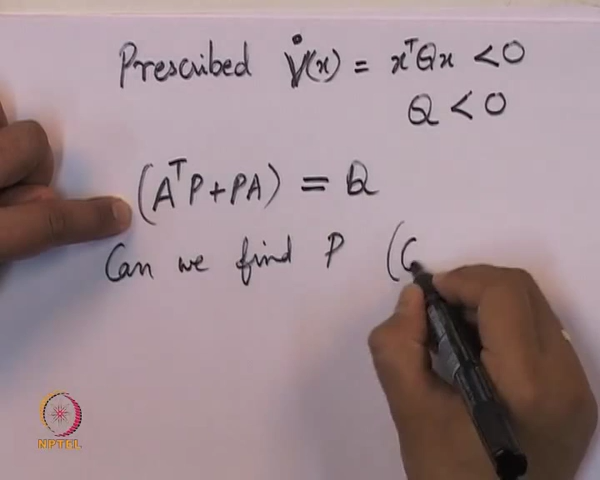 Prescribed V̇(x) = xᵀQx < 0
Q < 0
(AᵀP + PA) = Q
Can we find P (
NPTEL